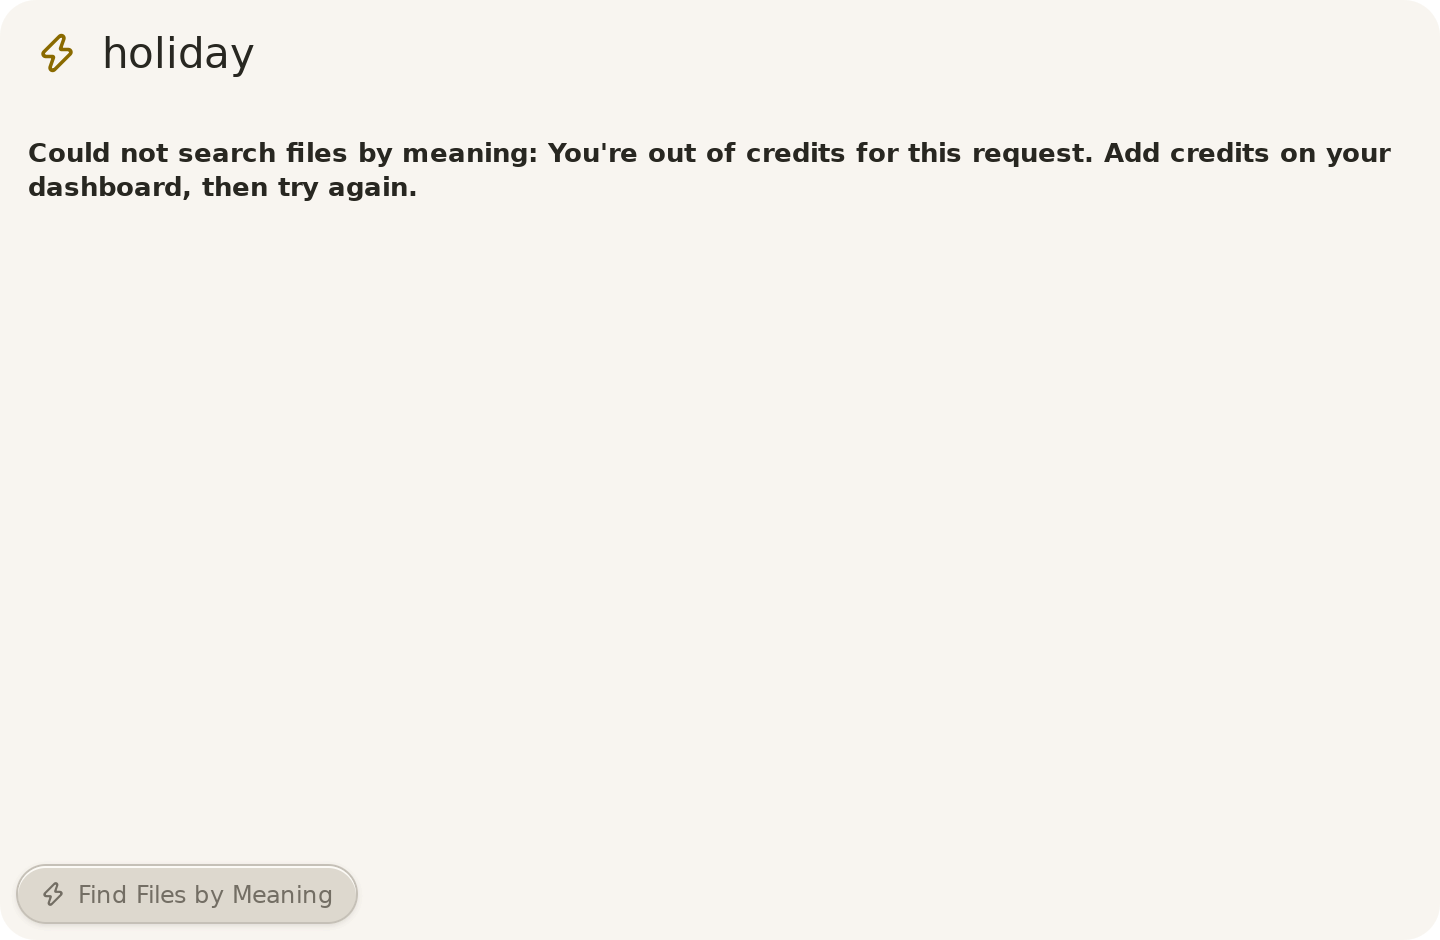 holiday
Could not search files by meaning: You're out of credits for this request. Add credits on your
dashboard, then try again.
Find Files by Meaning